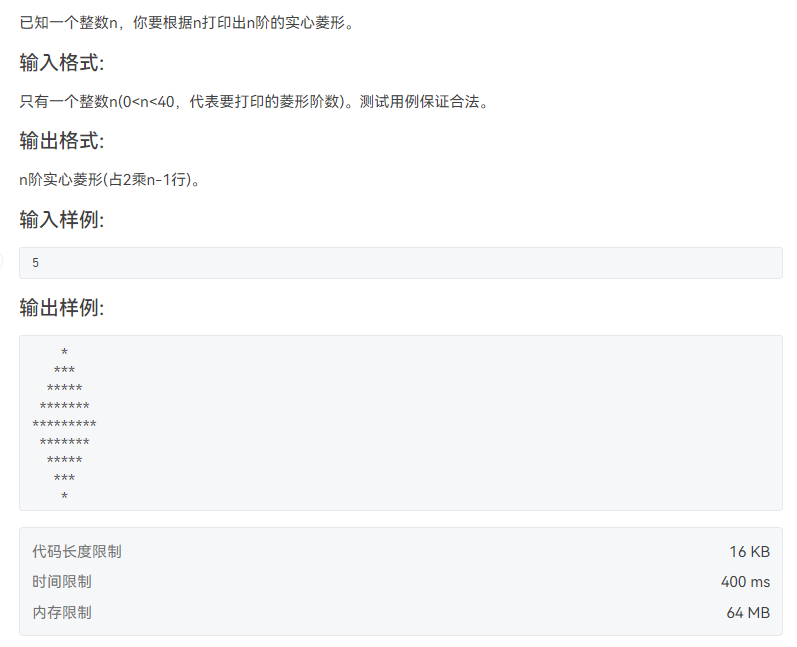 已知一个整数n，你要根据n打印出n阶的实心菱形。
输入格式:
只有一个整数n(0<n<40，代表要打印的菱形阶数)。测试用例保证合法。
输出格式:
n阶实心菱形(占2乘n-1行)。
输入样例:
5
输出样例:
    *
   ***
  *****
 *******
*********
 *******
  *****
   ***
    *
代码长度限制 16 KB
时间限制 400 ms
内存限制 64 MB